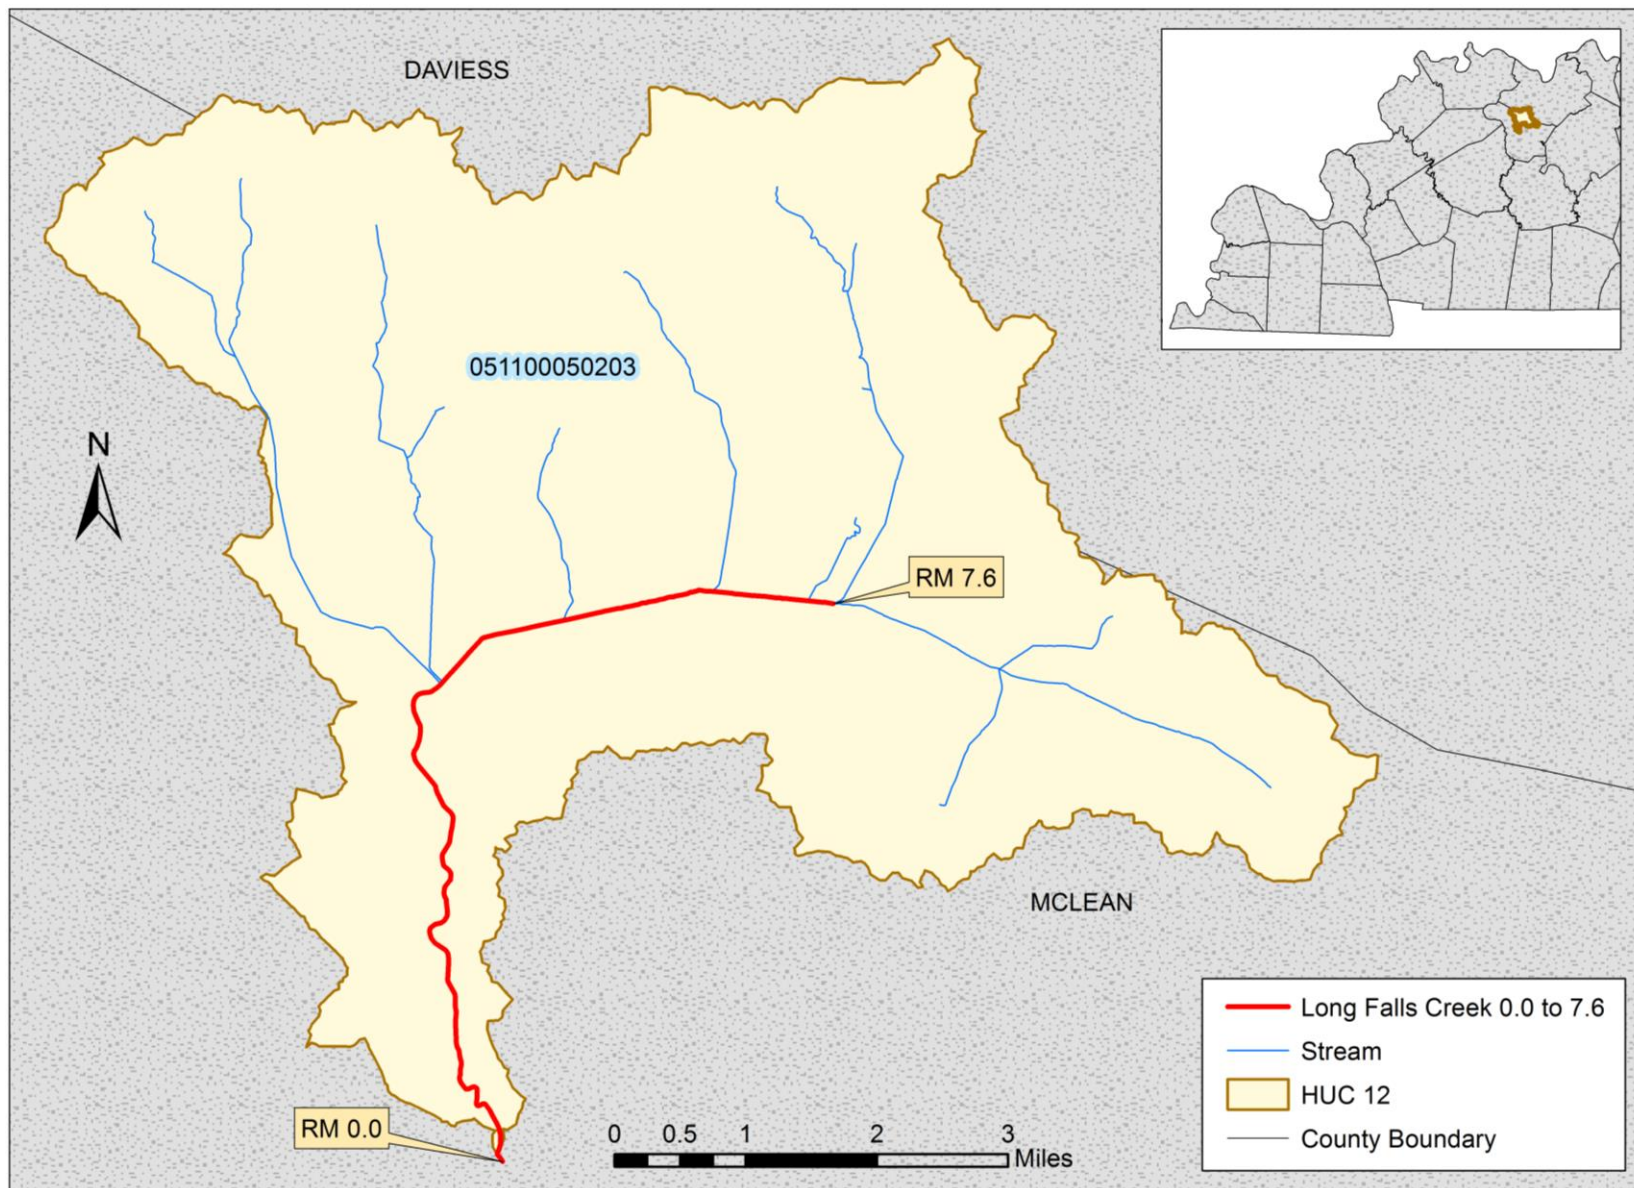 DAVIESS
051100050203
N
RM 7.6
MCLEAN
RM 0.0
0 0.5 1 2 3
Miles
Long Falls Creek 0.0 to 7.6
Stream
HUC 12
County Boundary